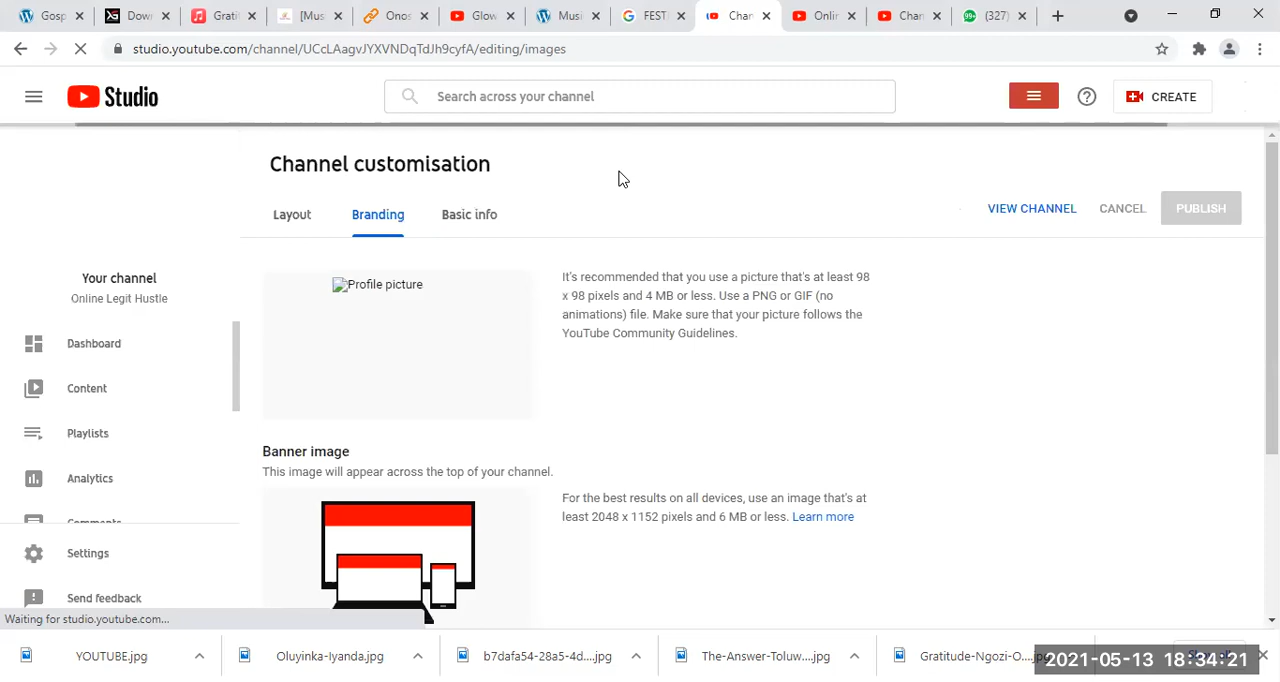 Gosp
Down
Gratit
[Mus
Onos
Glow
Musi
FEST/
Chan
Onlin
Chan
(327)
studio.youtube.com/channel/UCcLAagvJYXVNDqTdJh9cyfA/editing/images
Studio
Search across your channel
CREATE
Channel customisation
Layout
Branding
Basic info
VIEW CHANNEL
CANCEL
PUBLISH
Your channel
Online Legit Hustle
Dashboard
Content
Playlists
Analytics
Comments
Settings
Send feedback
Profile picture
It's recommended that you use a picture that's at least 98
x 98 pixels and 4 MB or less. Use a PNG or GIF (no
animations) file. Make sure that your picture follows the
YouTube Community Guidelines.
Banner image
This image will appear across the top of your channel.
For the best results on all devices, use an image that's at
least 2048 x 1152 pixels and 6 MB or less. Learn more
Waiting for studio.youtube.com...
YOUTUBE.jpg
Oluyinka-Iyanda.jpg
b7dafa54-28a5-4d....jpg
The-Answer-Toluw....jpg
Gratitude-Ngozi-O....jpg
2021-05-13 18:34:21